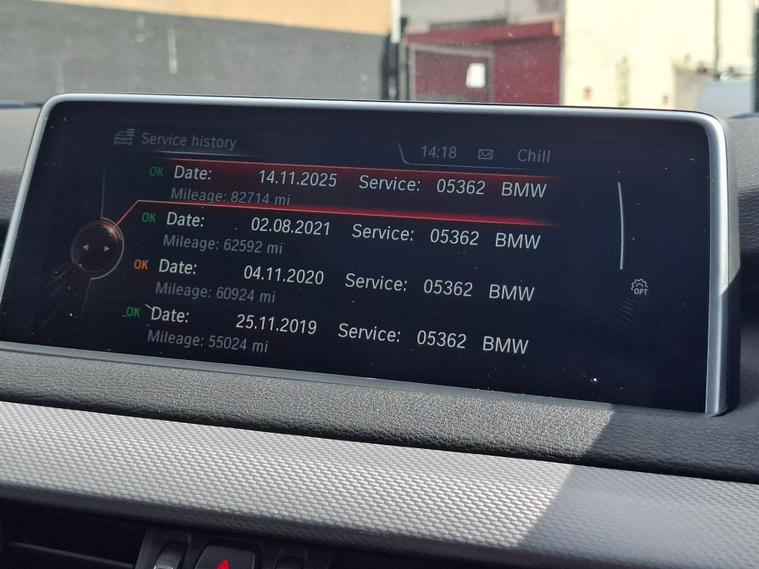 Service history
14:18 Chill
OK Date: 14.11.2025 Service: 05362 BMW
Mileage: 82714 mi
OK Date: 02.08.2021 Service: 05362 BMW
Mileage: 62592 mi
OK Date: 04.11.2020 Service: 05362 BMW
Mileage: 60924 mi
OK Date: 25.11.2019 Service: 05362 BMW
Mileage: 55024 mi
OPT